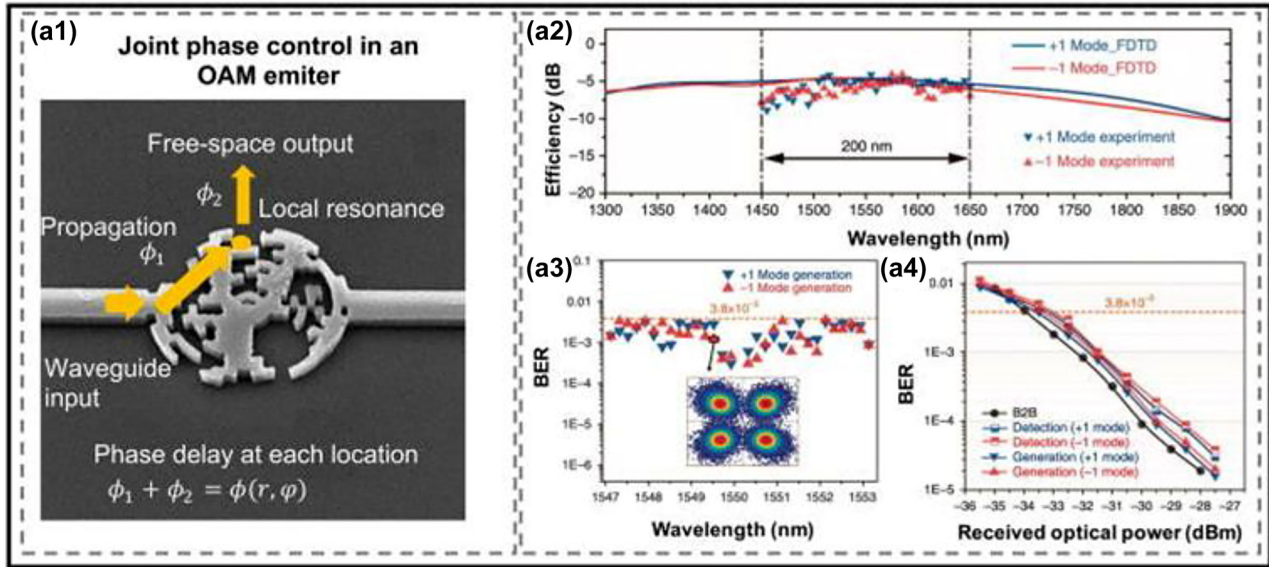 (a1)
Joint phase control in an
OAM emiter
Free-space output
ϕ₂
Local resonance
Propagation
ϕ₁
Waveguide
input
Phase delay at each location
ϕ₁ + ϕ₂ = ϕ(r, φ)
(a2)
Efficiency (dB
0
−5
−10
−15
−20
+1 Mode_FDTD
−1 Mode_FDTD
+1 Mode experiment
−1 Mode experiment
200 nm
1300 1350 1400 1450 1500 1550 1600 1650 1700 1750 1800 1850 1900
Wavelength (nm)
(a3)
BER
0.1
0.01
1E−3
1E−4
1E−5
1E−6
+1 Mode generation
−1 Mode generation
1547 1548 1549 1550 1551 1552 1553
Wavelength (nm)
(a4)
BER
0.01
1E−3
1E−4
1E−5
B2B
Detection (+1 mode)
Detection (−1 mode)
Generation (+1 mode)
Generation (−1 mode)
−36 −35 −34 −33 −32 −31 −30 −29 −28 −27
Received optical power (dBm)